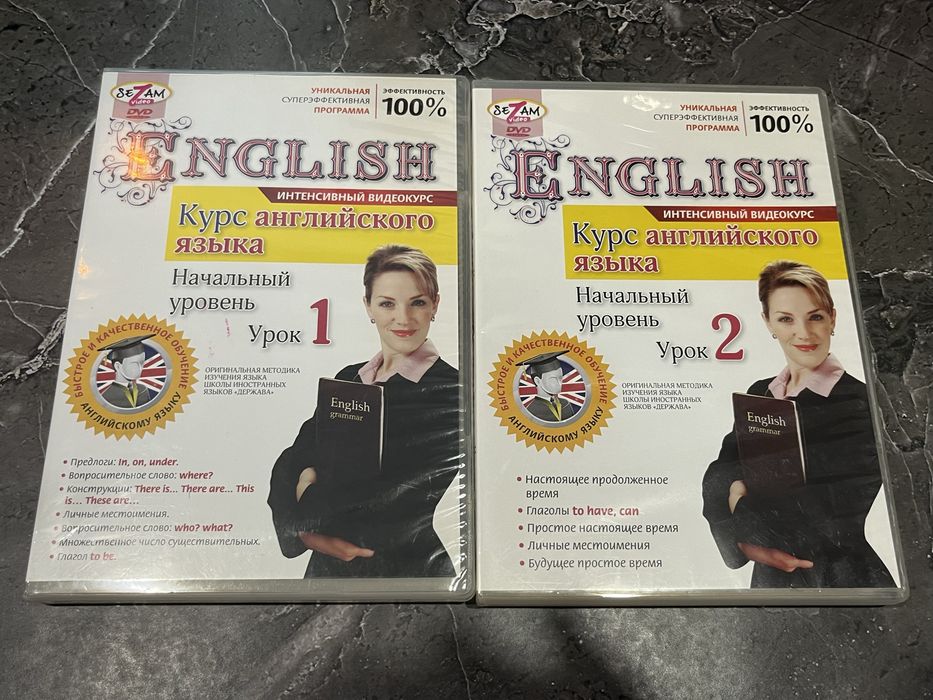 SeZAM
video
DVD
УНИКАЛЬНАЯ
СУПЕРЭФФЕКТИВНАЯ
ПРОГРАММА
ЭФФЕКТИВНОСТЬ
100%
ENGLISH
ИНТЕНСИВНЫЙ ВИДЕОКУРС
Курс английского
языка
Начальный
уровень
Урок 1
БЫСТРОЕ И КАЧЕСТВЕННОЕ ОБУЧЕНИЕ
АНГЛИЙСКОМУ ЯЗЫКУ
ОРИГИНАЛЬНАЯ МЕТОДИКА
ИЗУЧЕНИЯ ЯЗЫКА
ШКОЛЫ ИНОСТРАННЫХ
ЯЗЫКОВ «ДЕРЖАВА»
English
grammar
• Предлоги: In, on, under.
• Вопросительное слово: where?
• Конструкции: There is... There are... This
is... These are...
• Личные местоимения.
• Вопросительное слово: who? what?
• Множественное число существительных.
• Глагол to be.
SeZAM
video
DVD
УНИКАЛЬНАЯ
СУПЕРЭФФЕКТИВНАЯ
ПРОГРАММА
ЭФФЕКТИВНОСТЬ
100%
ENGLISH
ИНТЕНСИВНЫЙ ВИДЕОКУРС
Курс английского
языка
Начальный
уровень
Урок 2
БЫСТРОЕ И КАЧЕСТВЕННОЕ ОБУЧЕНИЕ
АНГЛИЙСКОМУ ЯЗЫКУ
ОРИГИНАЛЬНАЯ МЕТОДИКА
ИЗУЧЕНИЯ ЯЗЫКА
ШКОЛЫ ИНОСТРАННЫХ
ЯЗЫКОВ «ДЕРЖАВА»
English
grammar
• Настоящее продолженное
время
• Глаголы to have, can
• Простое настоящее время
• Личные местоимения
• Будущее простое время